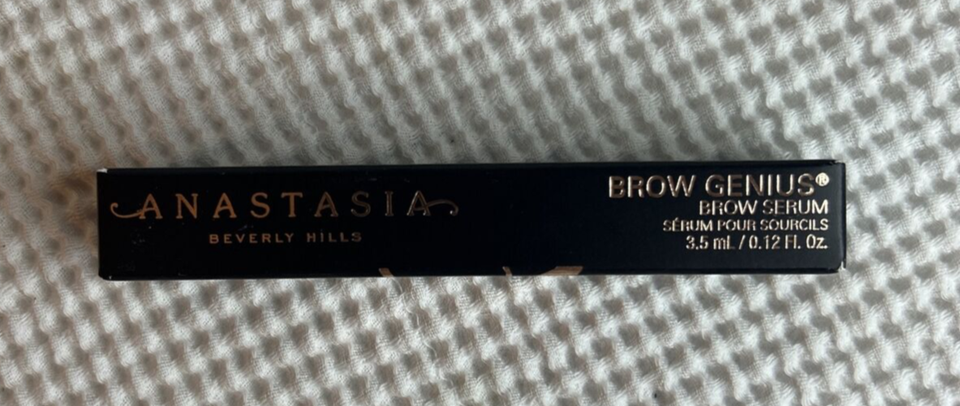 ANASTASIA
BEVERLY HILLS
BROW GENIUS®
BROW SERUM
SÉRUM POUR SOURCILS
3.5 mL / 0.12 Fl. Oz.